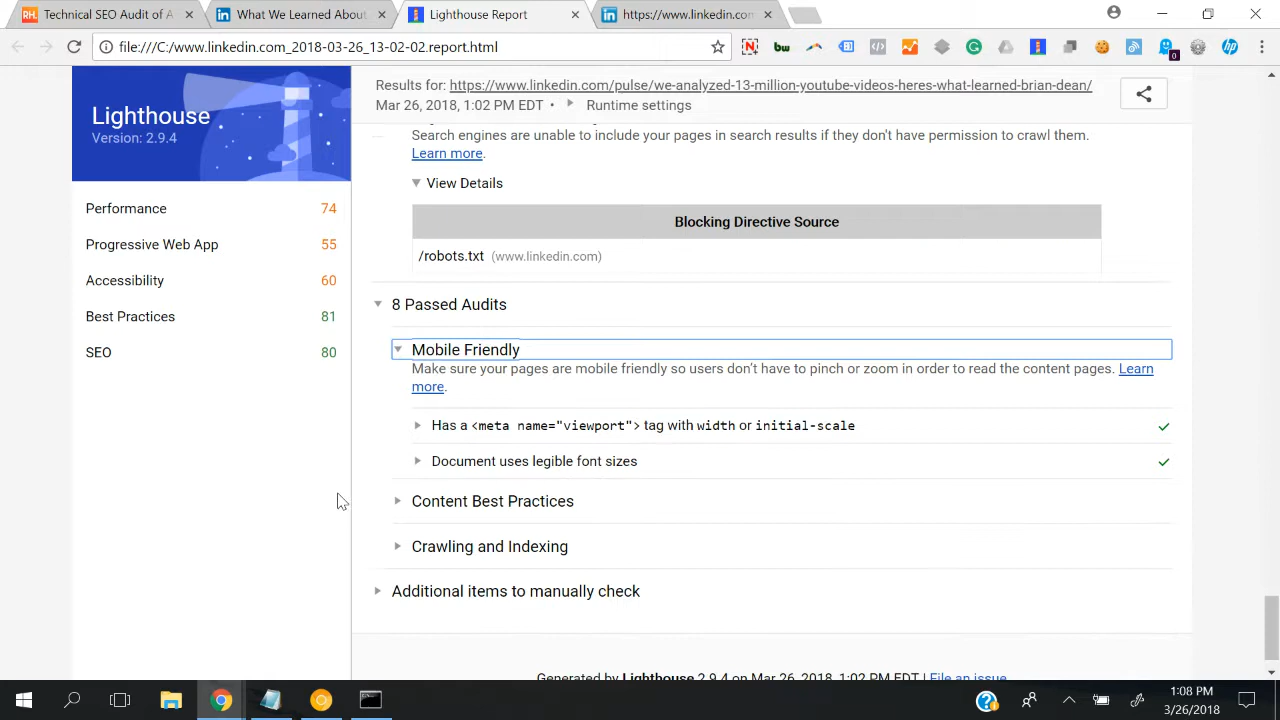 RH. Technical SEO Audit of A
in What We Learned About
Lighthouse Report
in https://www.linkedin.com
file:///C:/www.linkedin.com_2018-03-26_13-02-02.report.html
N
bw
G
0
hp
Lighthouse
Version: 2.9.4
Performance 74
Progressive Web App 55
Accessibility 60
Best Practices 81
SEO 80
Results for: https://www.linkedin.com/pulse/we-analyzed-13-million-youtube-videos-heres-what-learned-brian-dean/
Mar 26, 2018, 1:02 PM EDT • Runtime settings
Search engines are unable to include your pages in search results if they don't have permission to crawl them.
Learn more.
View Details
Blocking Directive Source
/robots.txt (www.linkedin.com)
8 Passed Audits
Mobile Friendly
Make sure your pages are mobile friendly so users don't have to pinch or zoom in order to read the content pages. Learn
more.
Has a <meta name="viewport"> tag with width or initial-scale
Document uses legible font sizes
Content Best Practices
Crawling and Indexing
Additional items to manually check
Generated by Lighthouse 2.9.4 on Mar 26, 2018, 1:02 PM EDT | File an issue
1:08 PM
3/26/2018